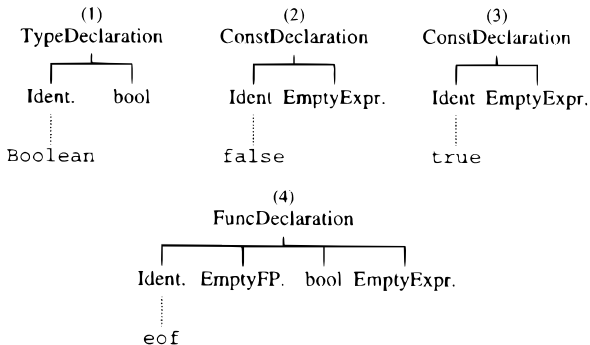 (1) (2) (3)
TypeDeclaration ConstDeclaration ConstDeclaration
Ident. bool Ident EmptyExpr. Ident EmptyExpr.
Boolean false true
(4)
FuncDeclaration
Ident. EmptyFP. bool EmptyExpr.
eof